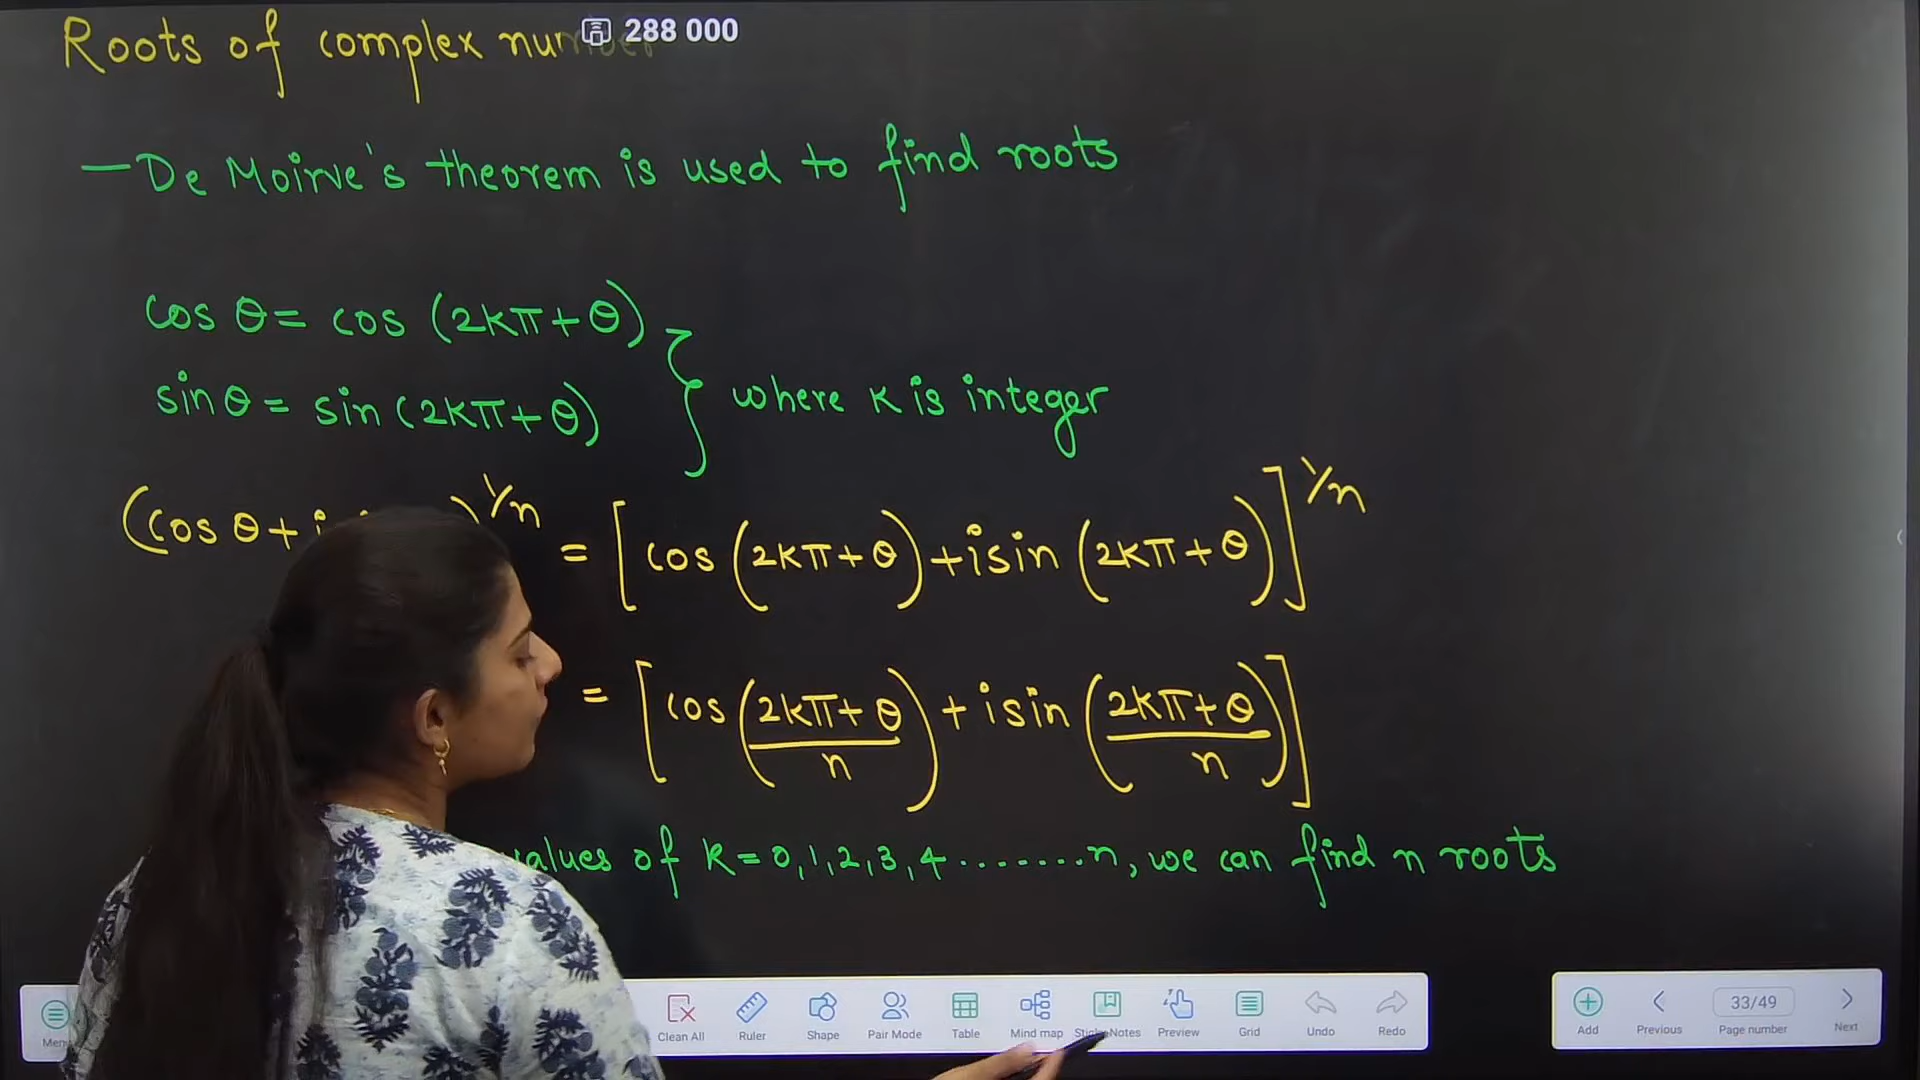 Roots of complex number
288 000
— De Moirve's theorem is used to find roots
cos θ = cos (2kπ + θ)
sin θ = sin (2kπ + θ)
} where k is integer
(cos θ + i )^1/n = [cos (2kπ + θ) + i sin (2kπ + θ)]^1/n
= [cos (2kπ + θ / n) + i sin (2kπ + θ / n)]
values of k = 0, 1, 2, 3, 4 ........ n, we can find n roots
Clean All Ruler Shape Pair Mode Table Mind map Sticky Notes Preview Grid Undo Redo
Add Previous 33/49 Page number Next